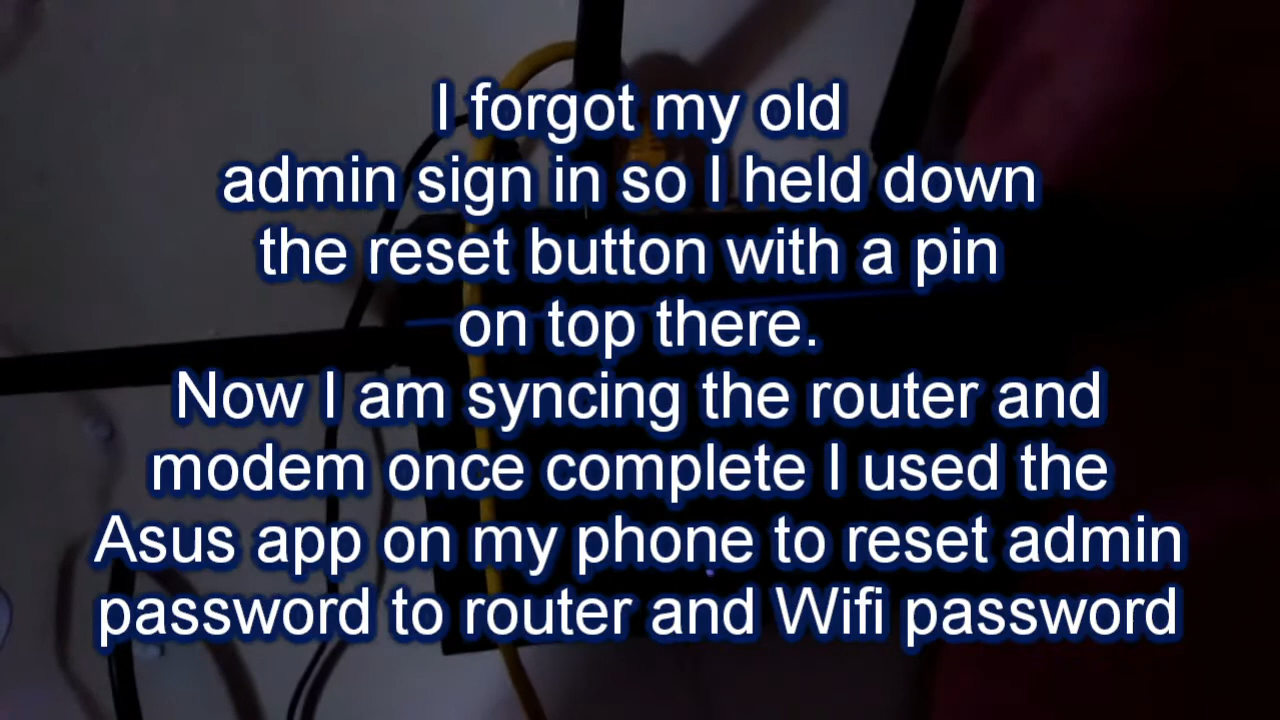 I forgot my old
admin sign in so I held down
the reset button with a pin
on top there.
Now I am syncing the router and
modem once complete I used the
Asus app on my phone to reset admin
password to router and Wifi password